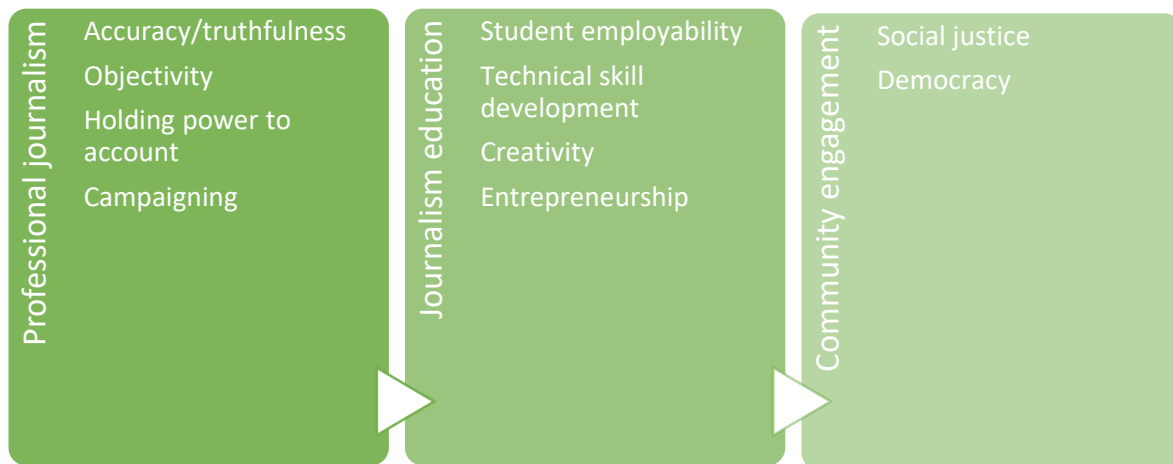 Professional journalism
Accuracy/truthfulness
Objectivity
Holding power to
account
Campaigning
Journalism education
Student employability
Technical skill
development
Creativity
Entrepreneurship
Community engagement
Social justice
Democracy